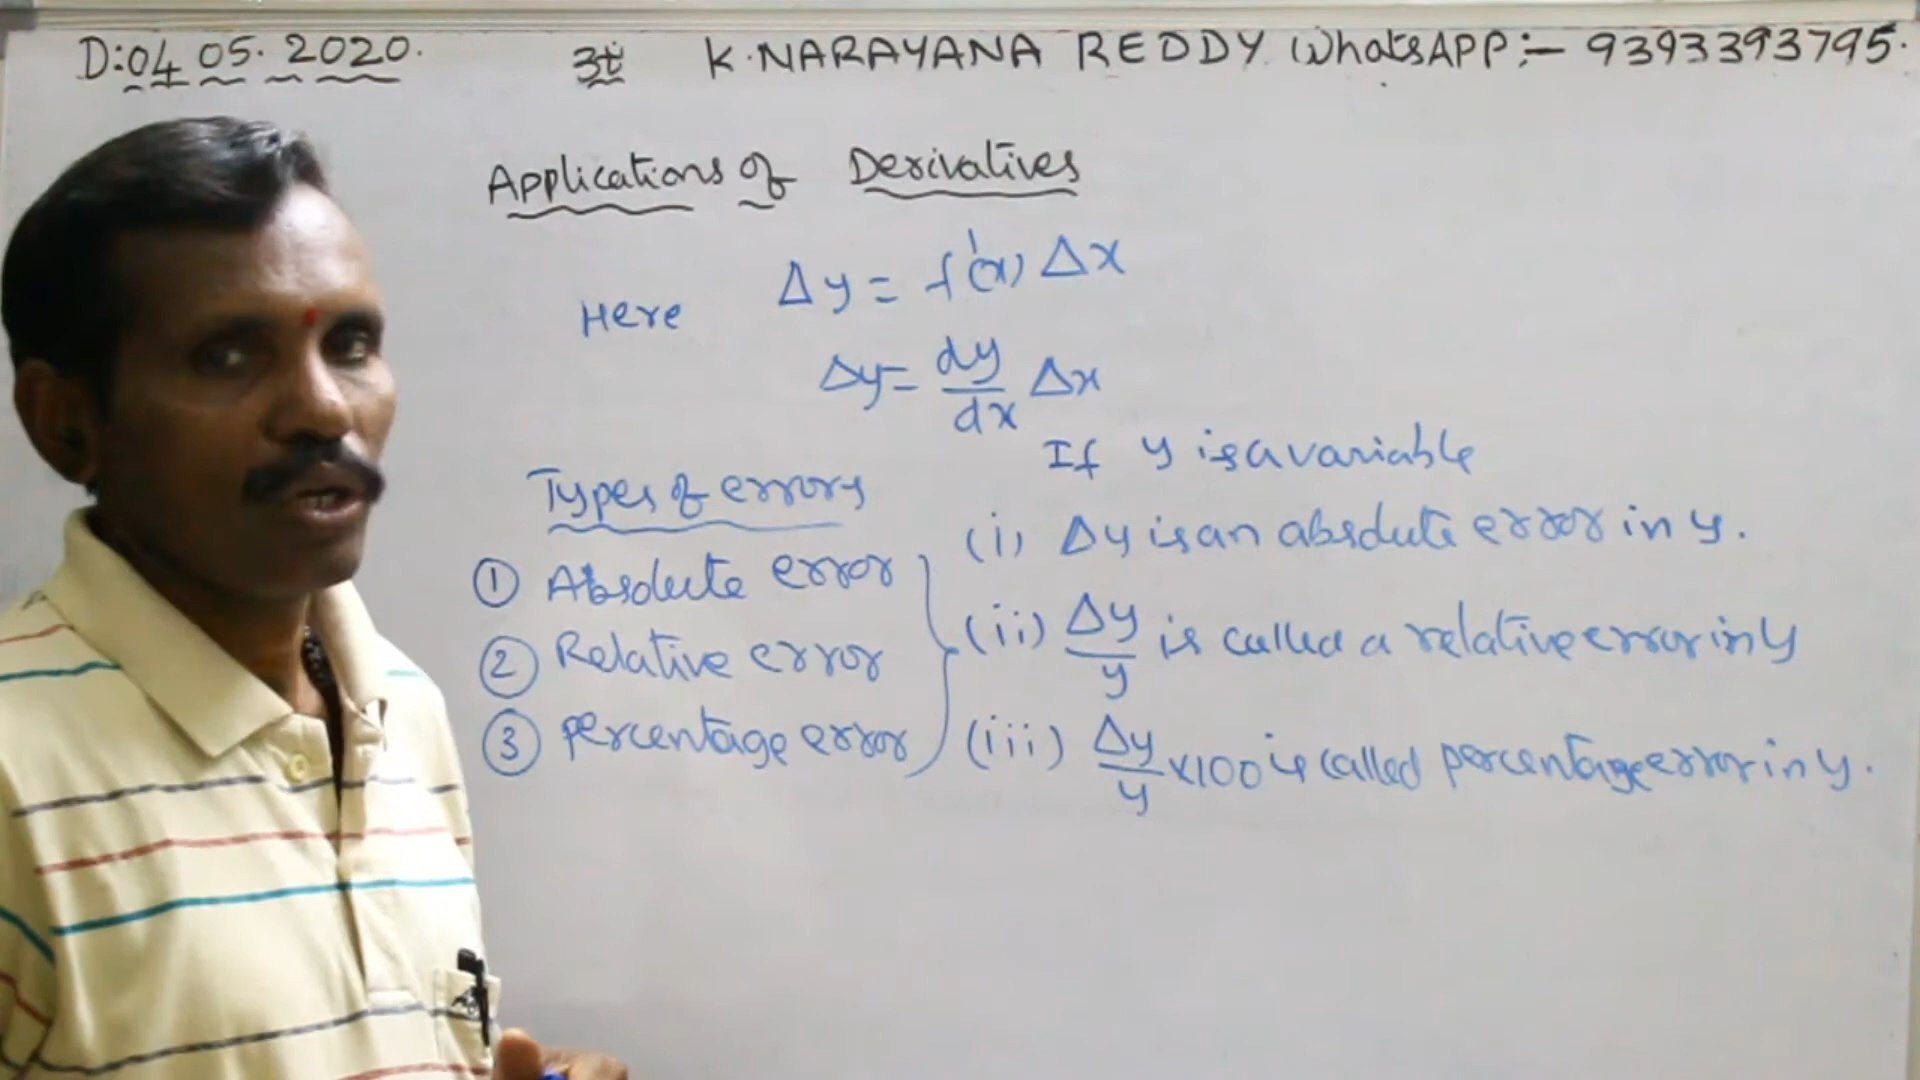 D:04 05. 2020. K.NARAYANA REDDY WhatsAPP:- 9393393795.
Applications of Derivatives
Here Δy = f'(x) Δx
Δy = dy/dx Δx
If y is a variable
Types of errors
① Absolute error
② Relative error
③ percentage error
(i) Δy is an absolute error in y.
(ii) Δy/y is called a relative error in y
(iii) Δy/y ×100 is called percentage error in y.